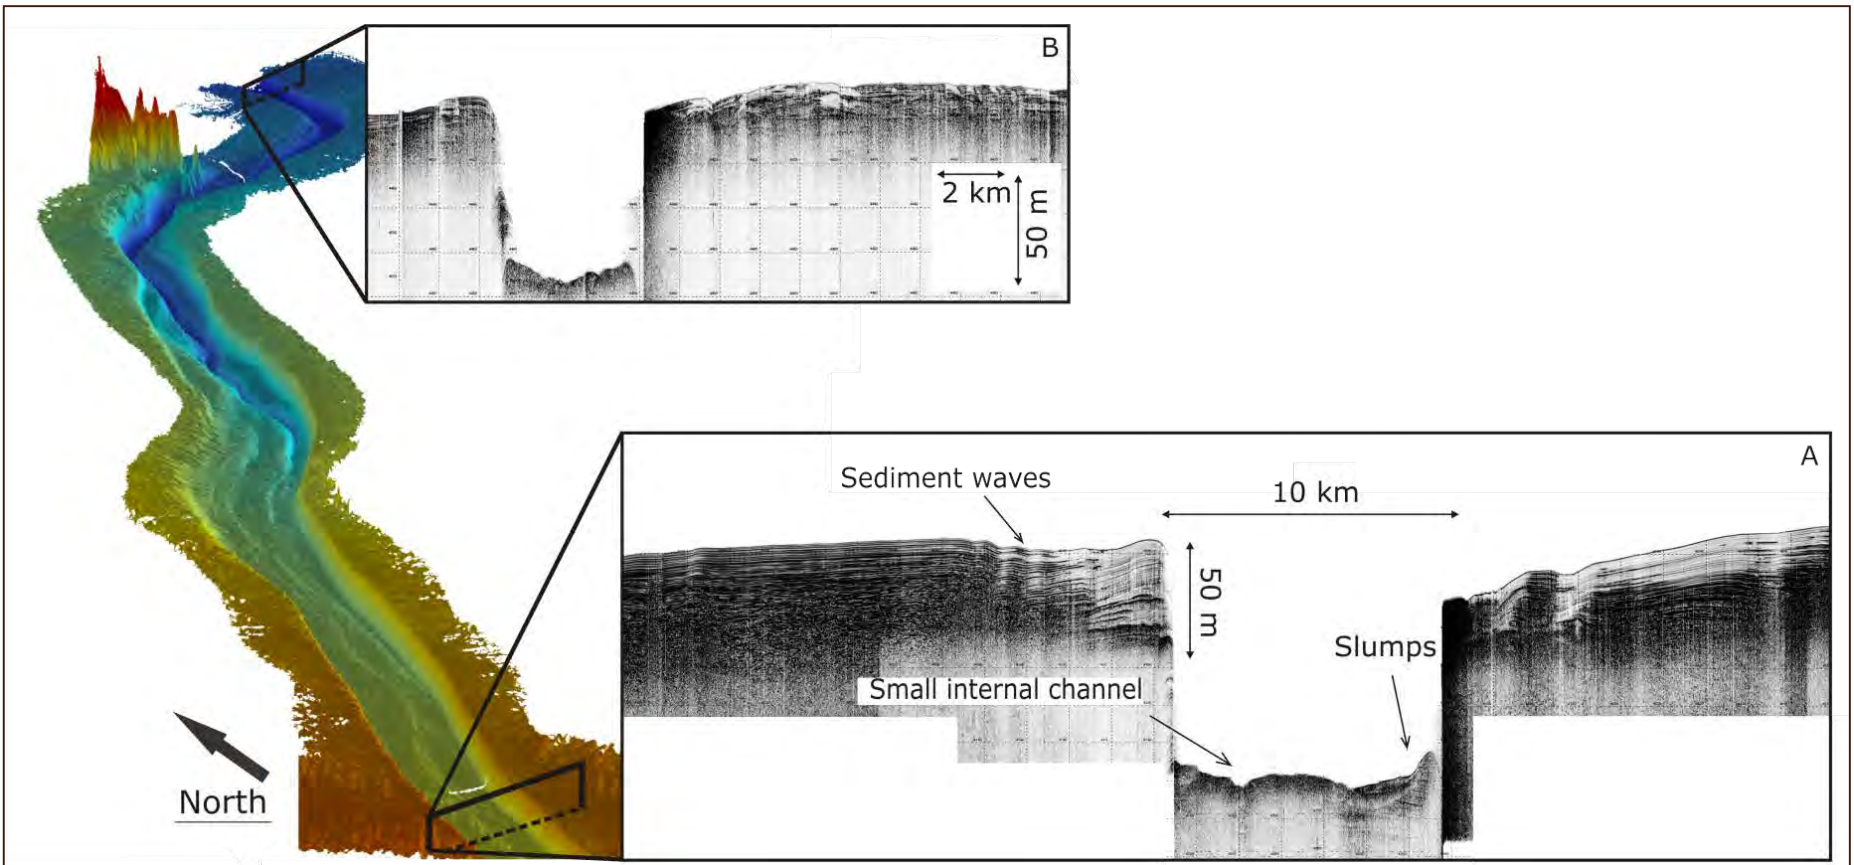 B
2 km
50 m
A
Sediment waves
10 km
50 m
Slumps
Small internal channel
North